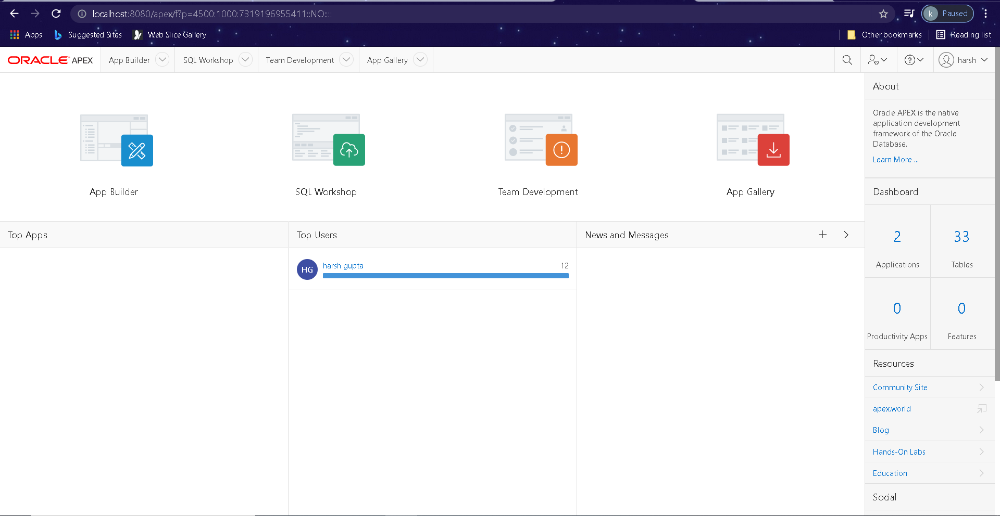 localhost:8080/apex/f?p=4500:1000:7319196955411::NO::::
k Paused
Apps Suggested Sites Web Slice Gallery Other bookmarks Reading list
ORACLE APEX App Builder SQL Workshop Team Development App Gallery harsh
App Builder
SQL Workshop
Team Development
App Gallery
Top Apps
Top Users
HG harsh gupta 12
News and Messages
About
Oracle APEX is the native
application development
framework of the Oracle
Database.
Learn More ...
Dashboard
2
Applications
33
Tables
0
Productivity Apps
0
Features
Resources
Community Site
apex.world
Blog
Hands-On Labs
Education
Social